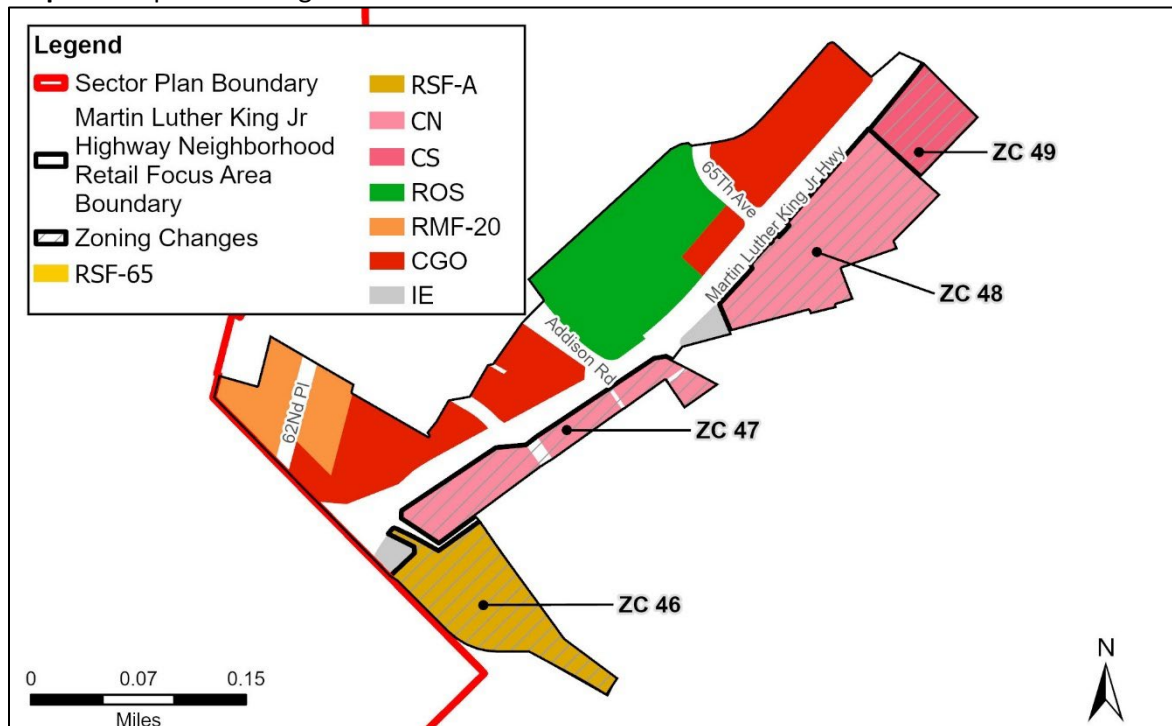 Legend
Sector Plan Boundary
Martin Luther King Jr
Highway Neighborhood
Retail Focus Area
Boundary
Zoning Changes
RSF-65
RSF-A
CN
CS
ROS
RMF-20
CGO
IE
65Th Ave
Martin Luther King Jr Hwy
ZC 49
ZC 48
Addison Rd
62Nd Pl
ZC 47
ZC 46
0 0.07 0.15
Miles
N